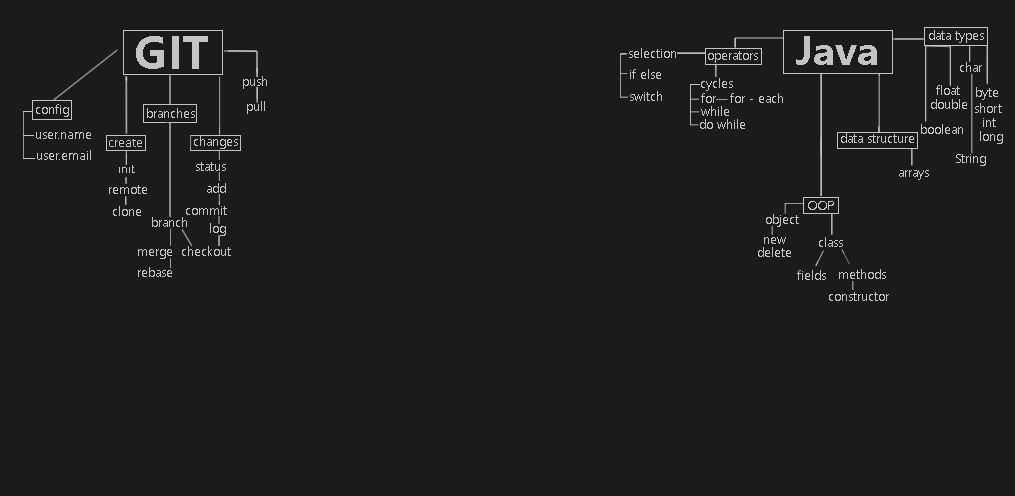 GIT
push
pull
config
user.name
user.email
create
init
remote
clone
branches
branch
merge
rebase
checkout
changes
status
add
commit
log
Java
operators
selection
if else
switch
cycles
for for - each
while
do while
data types
char
float
double
byte
short
int
long
boolean
String
data structure
arrays
OOP
object
new
delete
class
fields
methods
constructor